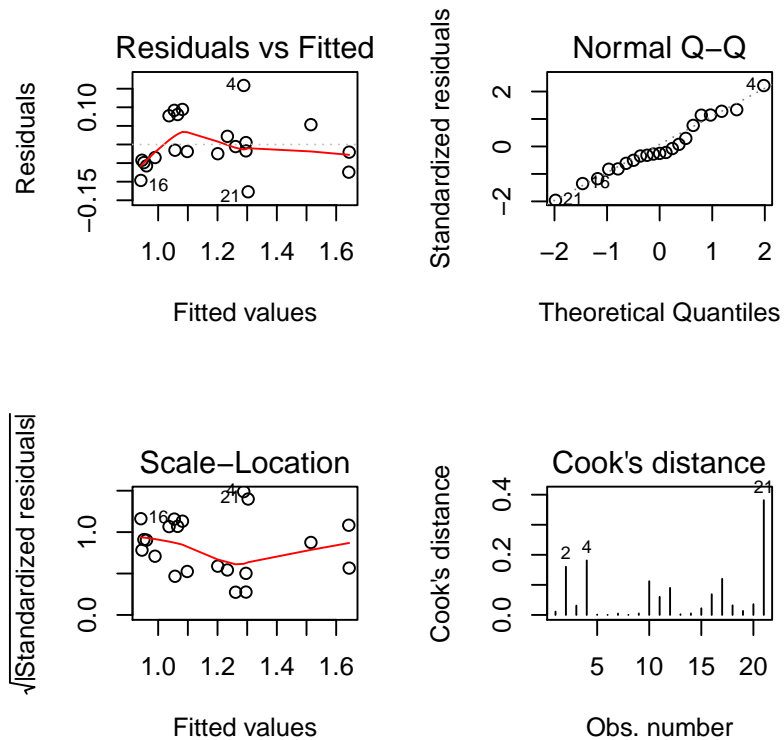 Residuals vs Fitted
Residuals
0.10
−0.15
4
16
21
1.0 1.2 1.4 1.6
Fitted values
Normal Q−Q
Standardized residuals
2
0
−2
4
16
21
−2 −1 0 1 2
Theoretical Quantiles
Scale−Location
√|Standardized residuals|
1.0
0.0
4
21
16
1.0 1.2 1.4 1.6
Fitted values
Cook's distance
Cook's distance
0.4
0.2
0.0
21
2 4
5 10 15 20
Obs. number